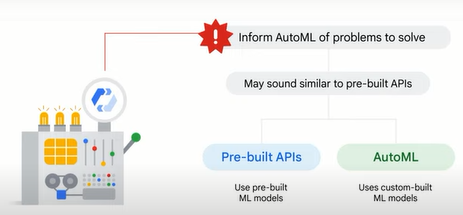 Inform AutoML of problems to solve
May sound similar to pre-built APIs
Pre-built APIs
AutoML
Use pre-built
ML models
Uses custom-built
ML models